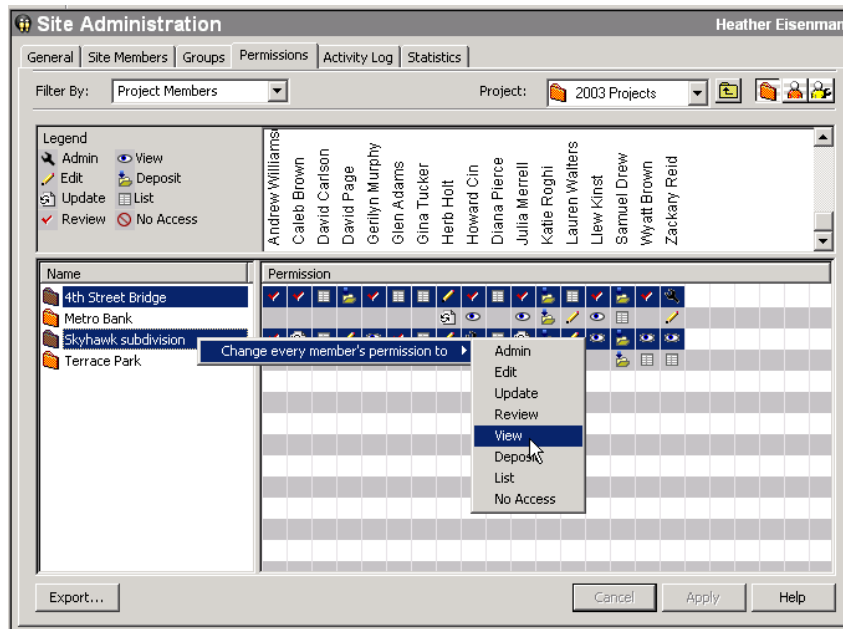 Site Administration
Heather Eisenman
General Site Members Groups Permissions Activity Log Statistics
Filter By: Project Members Project: 2003 Projects
Legend
Admin View
Edit Deposit
Update List
Review No Access
Andrew Williams
Caleb Brown
David Carlson
David Page
Gerilyn Murphy
Glen Adams
Gina Tucker
Herb Holt
Howard Cin
Diana Pierce
Julia Merrell
Katie Roghi
Lauren Walters
Llew Kinst
Samuel Drew
Wyatt Brown
Zackary Reid
Name Permission
4th Street Bridge
Metro Bank
Skyhawk subdivision
Terrace Park
Change every member's permission to
Admin
Edit
Update
Review
View
Deposit
List
No Access
Export... Cancel Apply Help